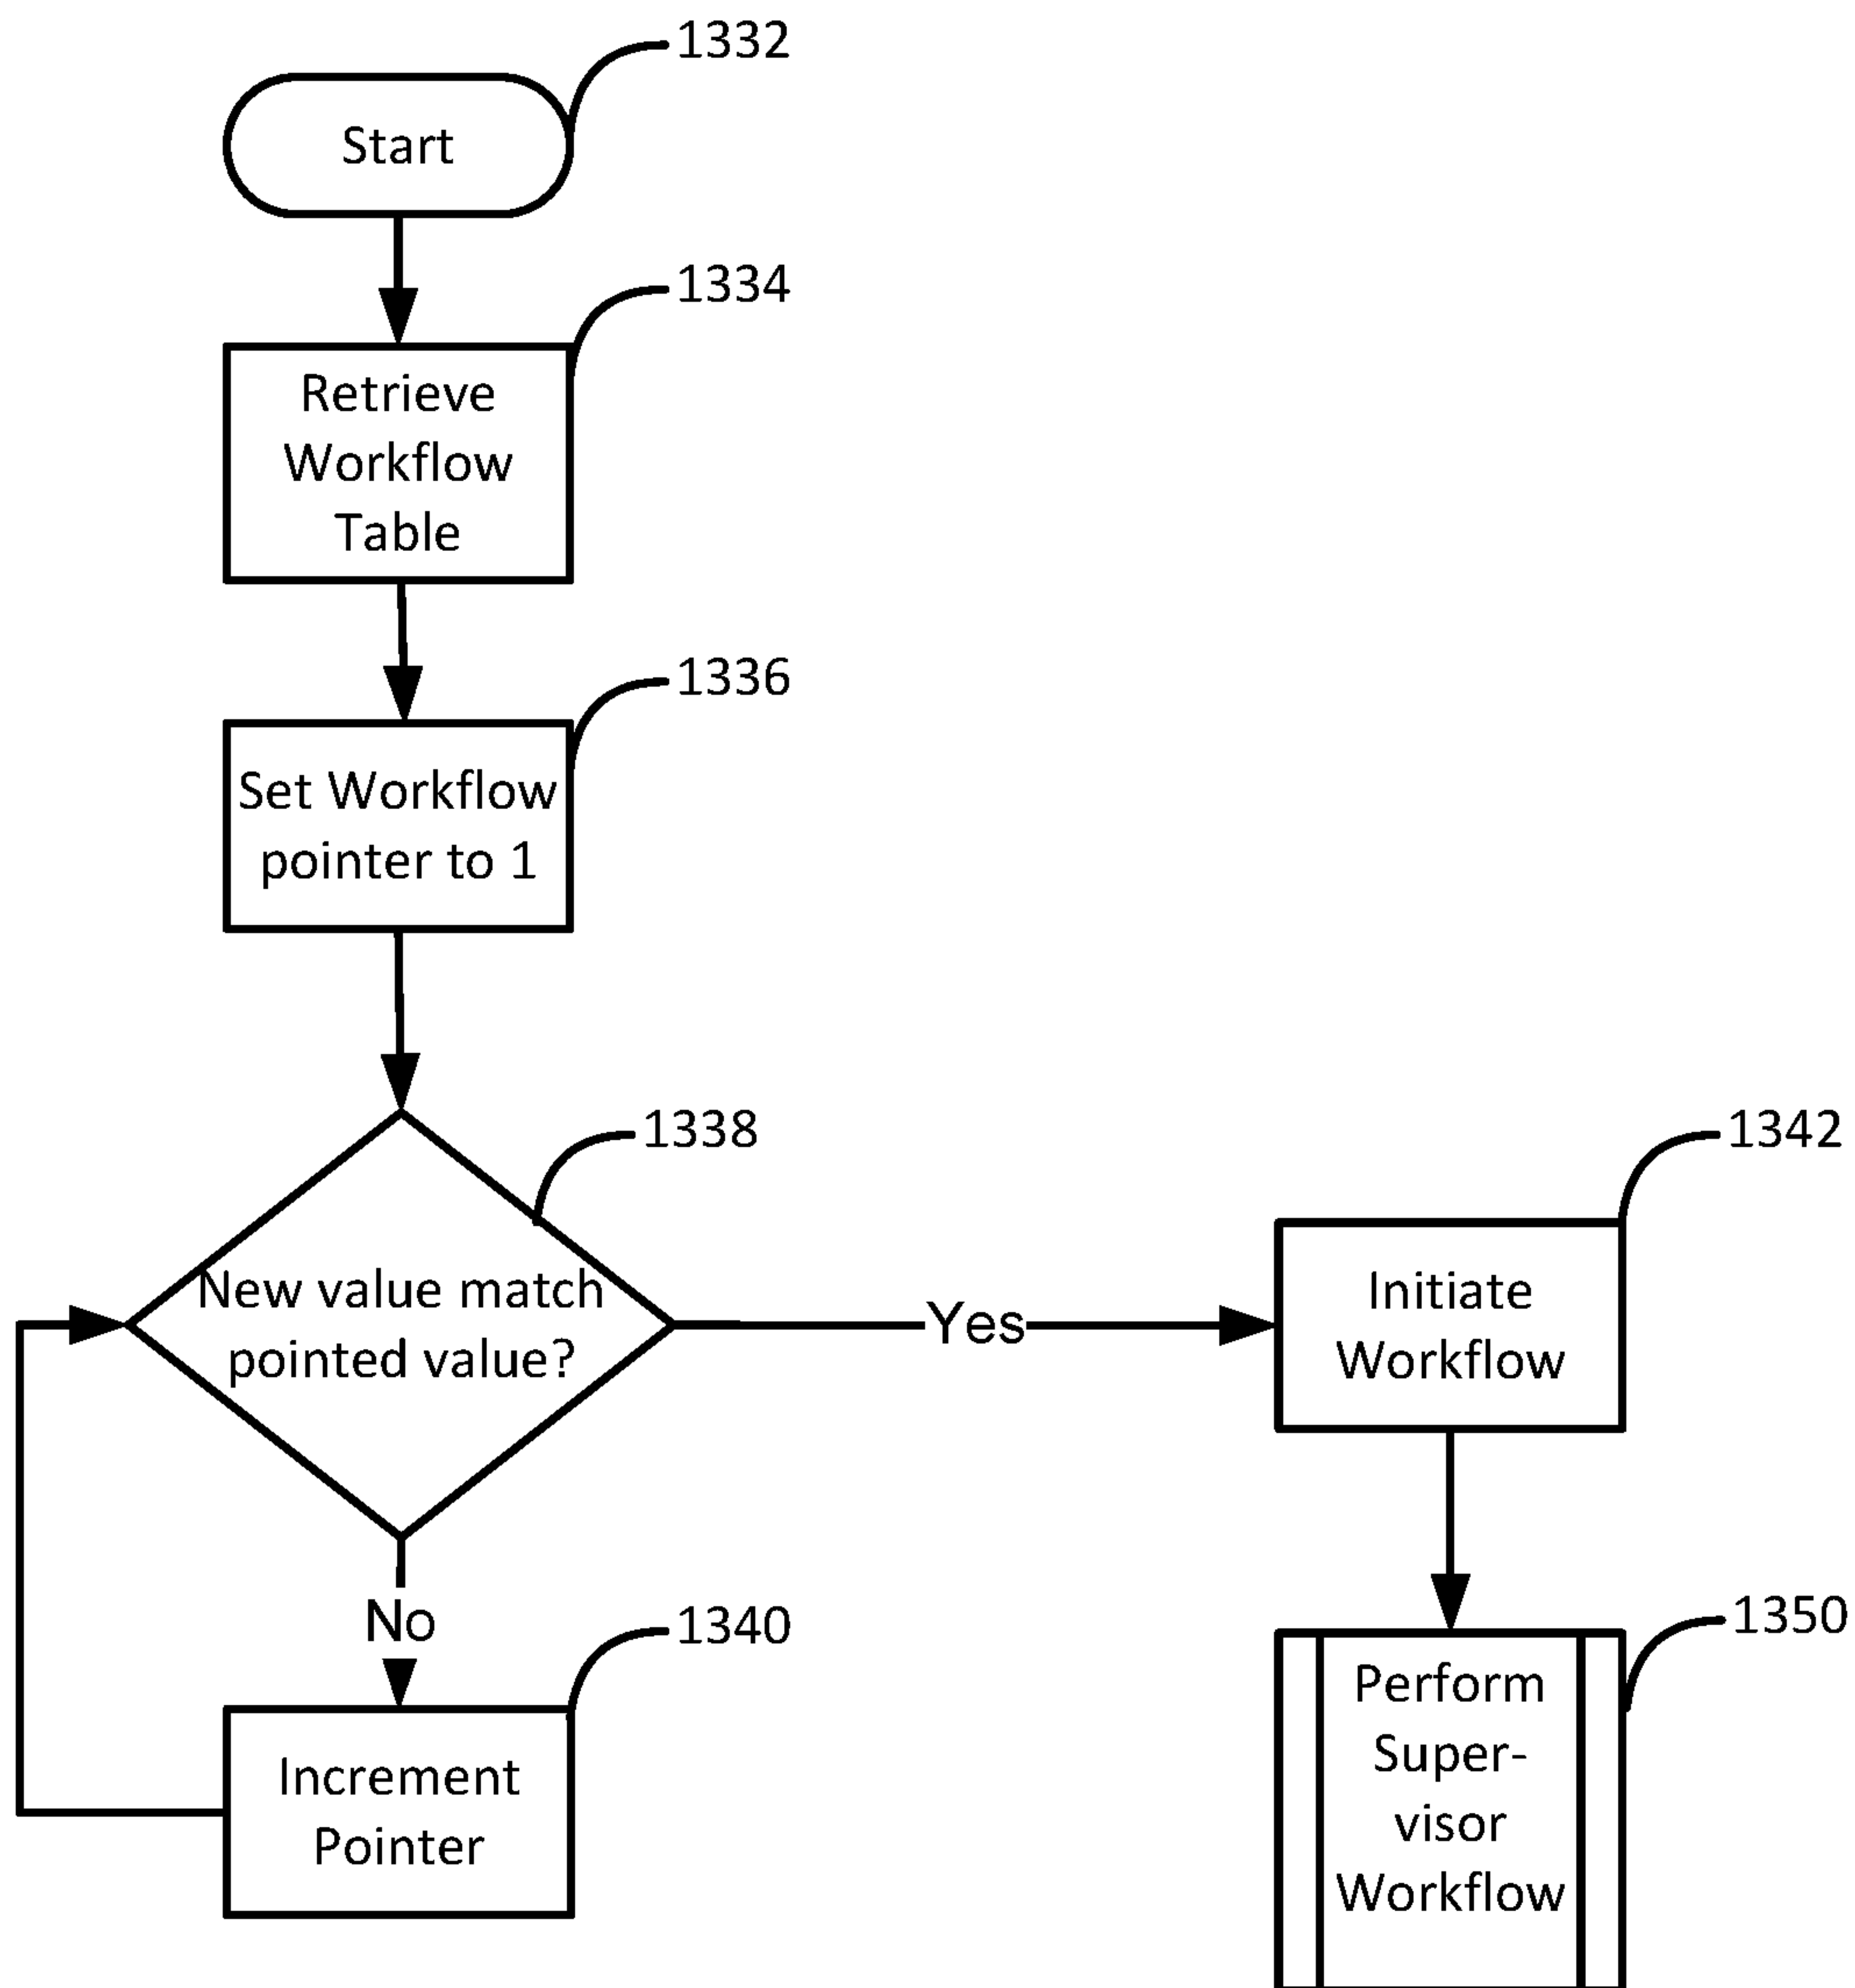 1332
Start
1334
Retrieve
Workflow
Table
1336
Set Workflow
pointer to 1
1338
New value match
pointed value?
Yes
1342
Initiate
Workflow
No
1340
Increment
Pointer
1350
Perform
Super-
visor
Workflow